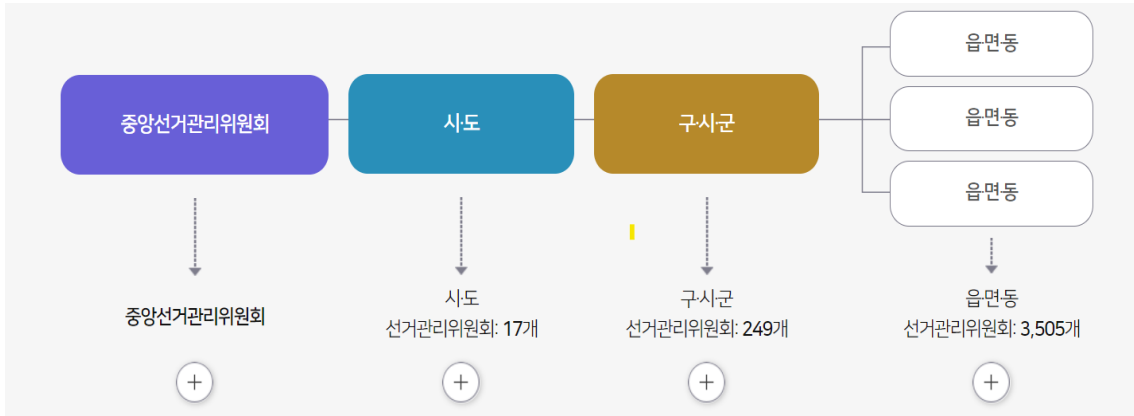 중앙선거관리위원회
시·도
구·시·군
읍·면·동
읍·면·동
읍·면·동
중앙선거관리위원회
시·도
선거관리위원회: 17개
구·시·군
선거관리위원회: 249개
읍·면·동
선거관리위원회: 3,505개